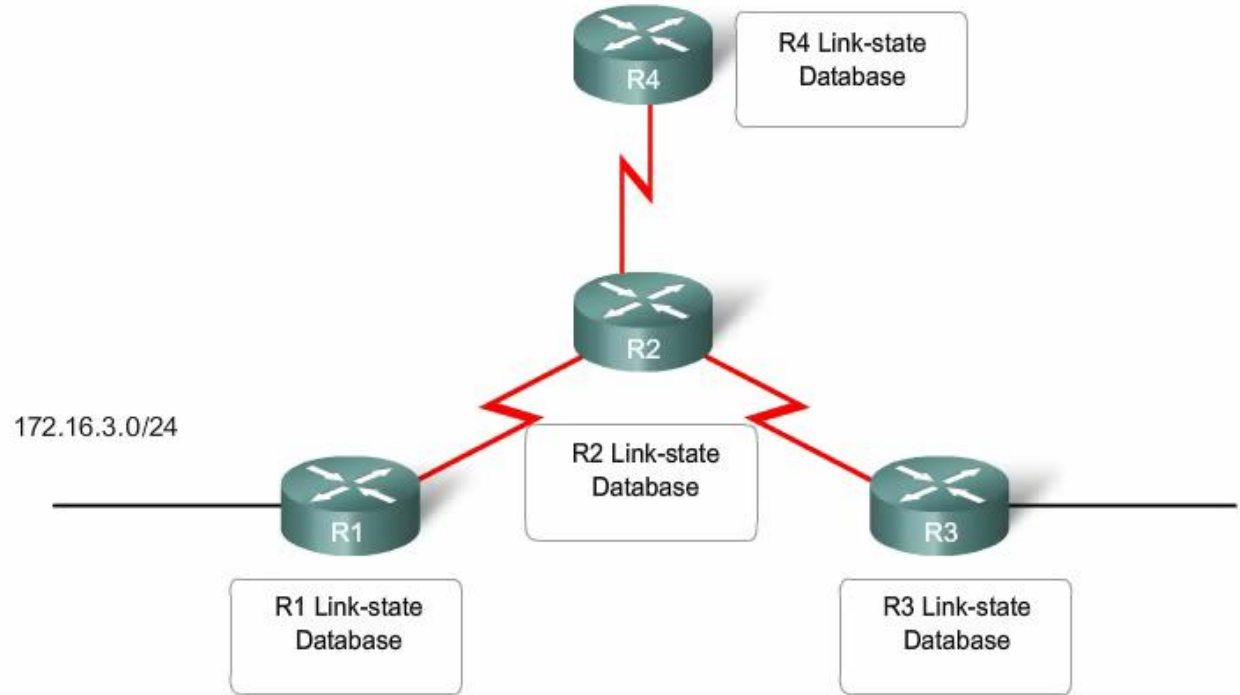 R4 Link-state
Database
R4
R2
172.16.3.0/24
R2 Link-state
Database
R1
R3
R1 Link-state
Database
R3 Link-state
Database